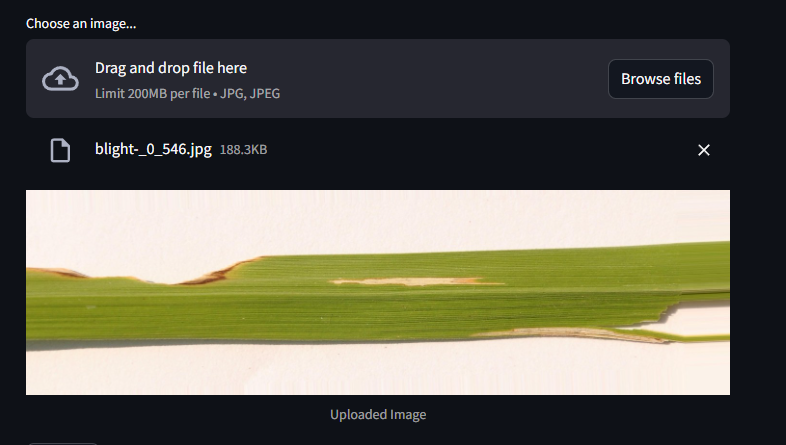 Choose an image...
Drag and drop file here
Limit 200MB per file • JPG, JPEG
Browse files
blight-_0_546.jpg 188.3KB
Uploaded Image